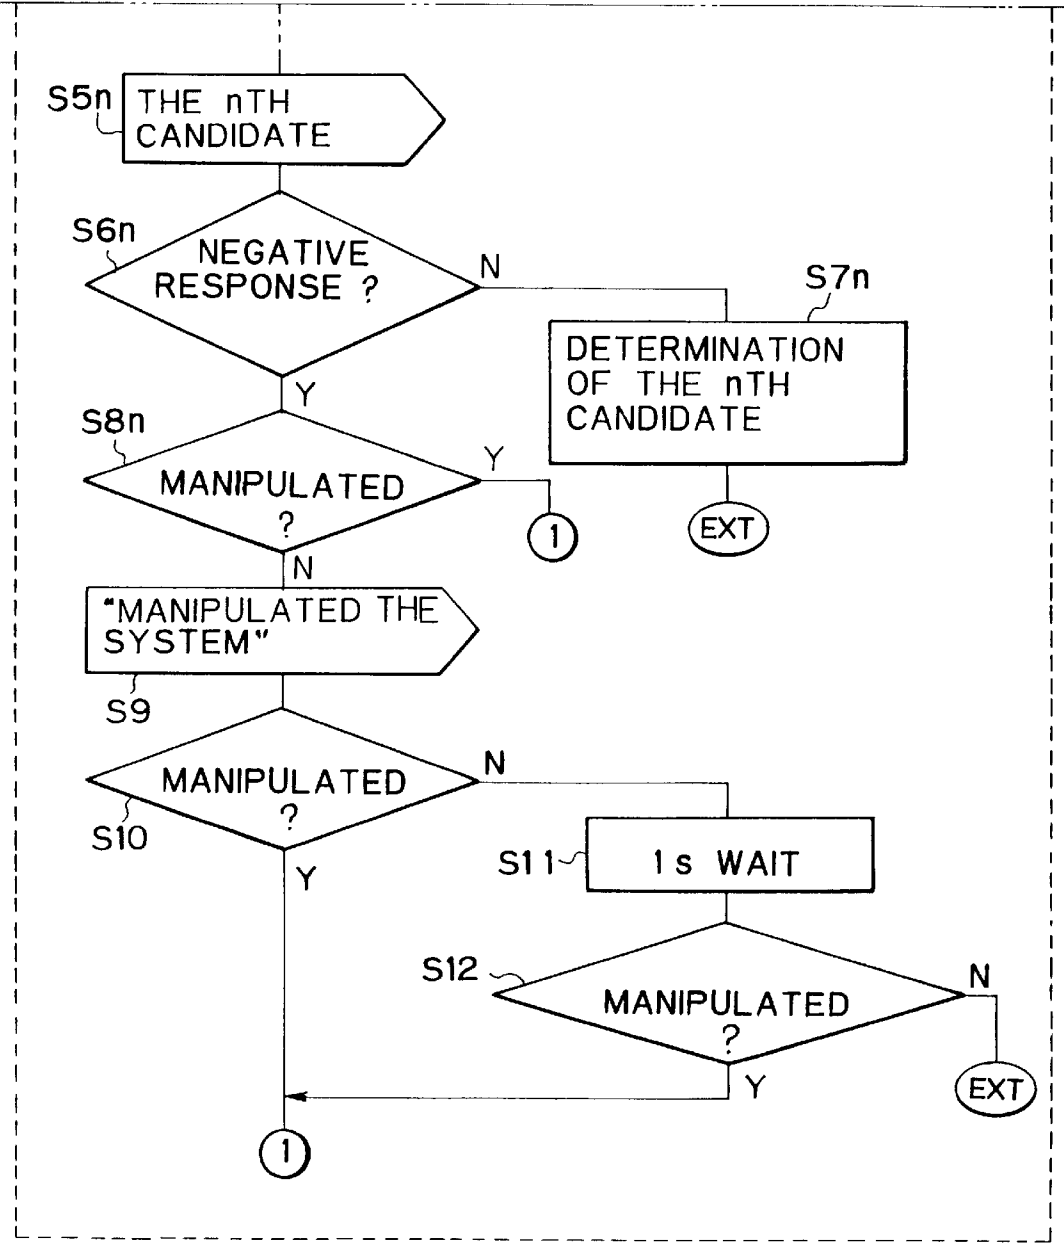 S5n
THE nTH
CANDIDATE
S6n
NEGATIVE
RESPONSE ?
N
Y
S7n
DETERMINATION
OF THE nTH
CANDIDATE
EXT
S8n
MANIPULATED
?
Y
1
N
"MANIPULATED THE
SYSTEM"
S9
MANIPULATED
?
S10
N
Y
S11
1s WAIT
S12
MANIPULATED
?
N
EXT
Y
1